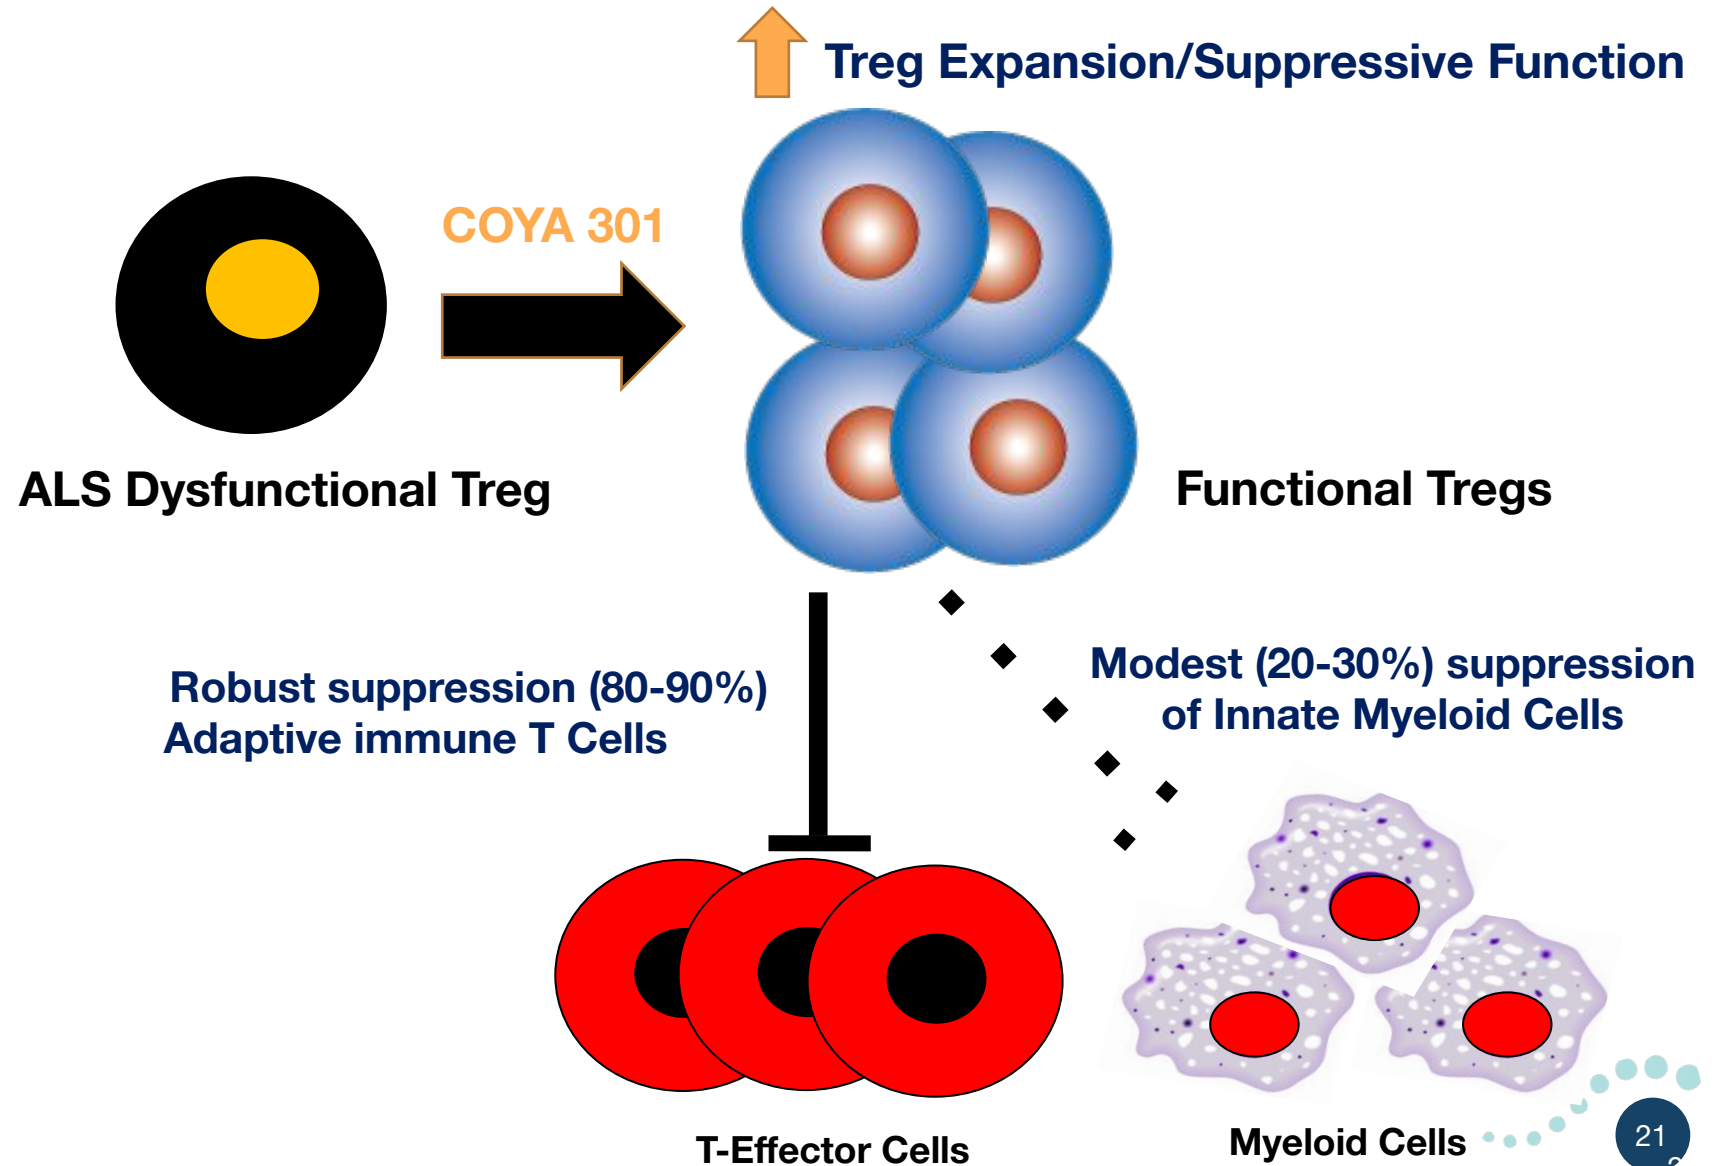 Treg Expansion/Suppressive Function
COYA 301
ALS Dysfunctional Treg
Functional Tregs
Robust suppression (80-90%)
Adaptive immune T Cells
Modest (20-30%) suppression
of Innate Myeloid Cells
T-Effector Cells
Myeloid Cells
21